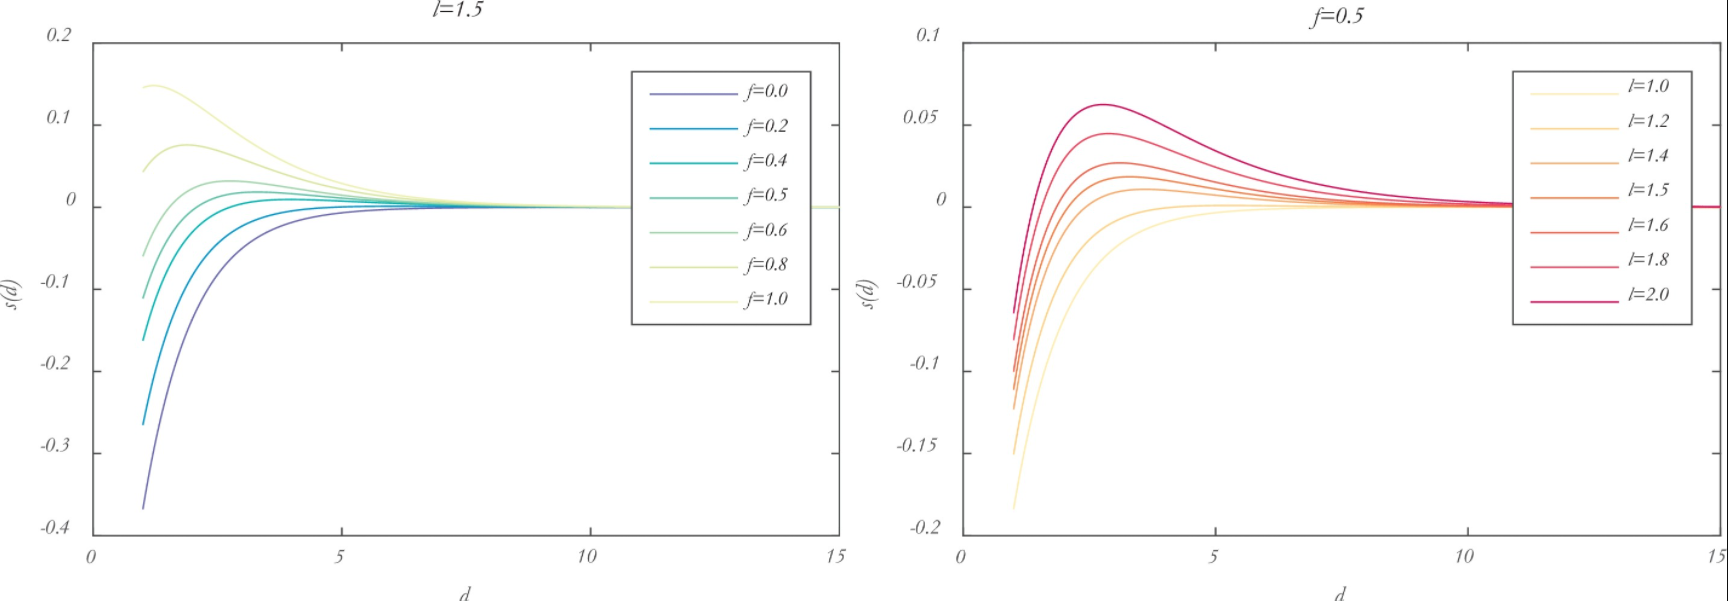 l=1.5
0.2
0.1
0
-0.1
-0.2
-0.3
-0.4
s(d)
0
5
10
15
d
f=0.0
f=0.2
f=0.4
f=0.5
f=0.6
f=0.8
f=1.0
f=0.5
0.1
0.05
0
-0.05
-0.1
-0.15
-0.2
s(d)
0
5
10
15
d
l=1.0
l=1.2
l=1.4
l=1.5
l=1.6
l=1.8
l=2.0